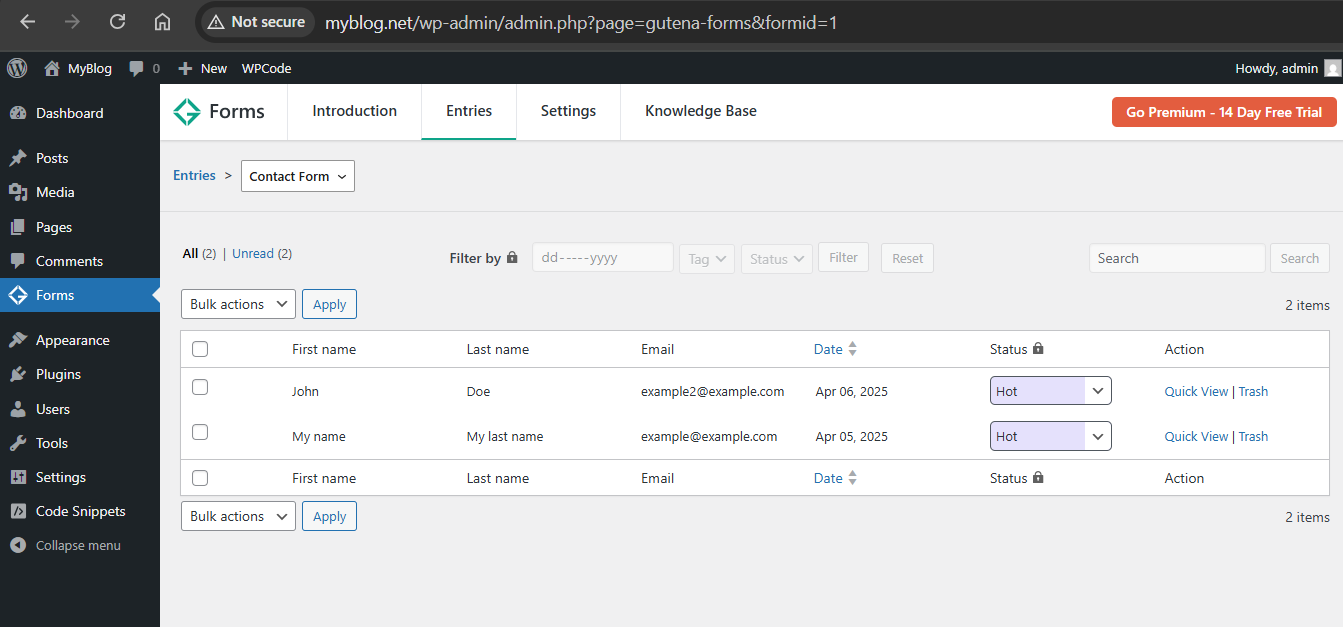 Not secure myblog.net/wp-admin/admin.php?page=gutena-forms&formid=1
MyBlog 0 New WPCode Howdy, admin
Dashboard
Posts
Media
Pages
Comments
Forms
Appearance
Plugins
Users
Tools
Settings
Code Snippets
Collapse menu
Forms Introduction Entries Settings Knowledge Base Go Premium - 14 Day Free Trial
Entries > Contact Form
All (2) | Unread (2) Filter by dd-----yyyy Tag Status Filter Reset Search Search
Bulk actions Apply 2 items
First name Last name Email Date Status Action
John Doe example2@example.com Apr 06, 2025 Hot Quick View | Trash
My name My last name example@example.com Apr 05, 2025 Hot Quick View | Trash
First name Last name Email Date Status Action
Bulk actions Apply 2 items